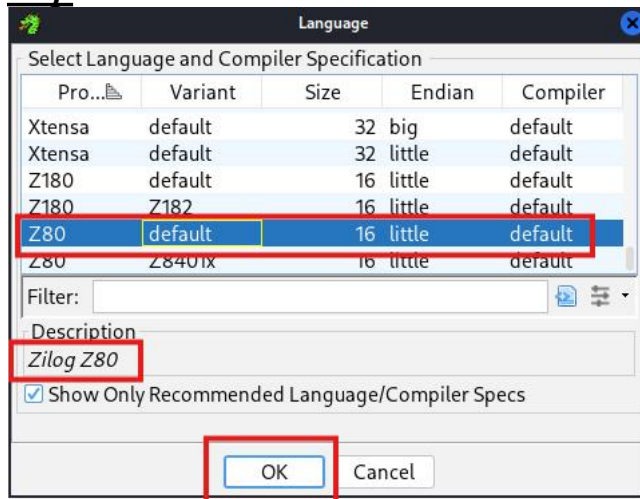 Language
Select Language and Compiler Specification
Pro... Variant Size Endian Compiler
Xtensa default 32 big default
Xtensa default 32 little default
Z180 default 16 little default
Z180 Z182 16 little default
Z80 default 16 little default
Z80 Z8401x 16 little default
Filter:
Description
Zilog Z80
Show Only Recommended Language/Compiler Specs
OK Cancel